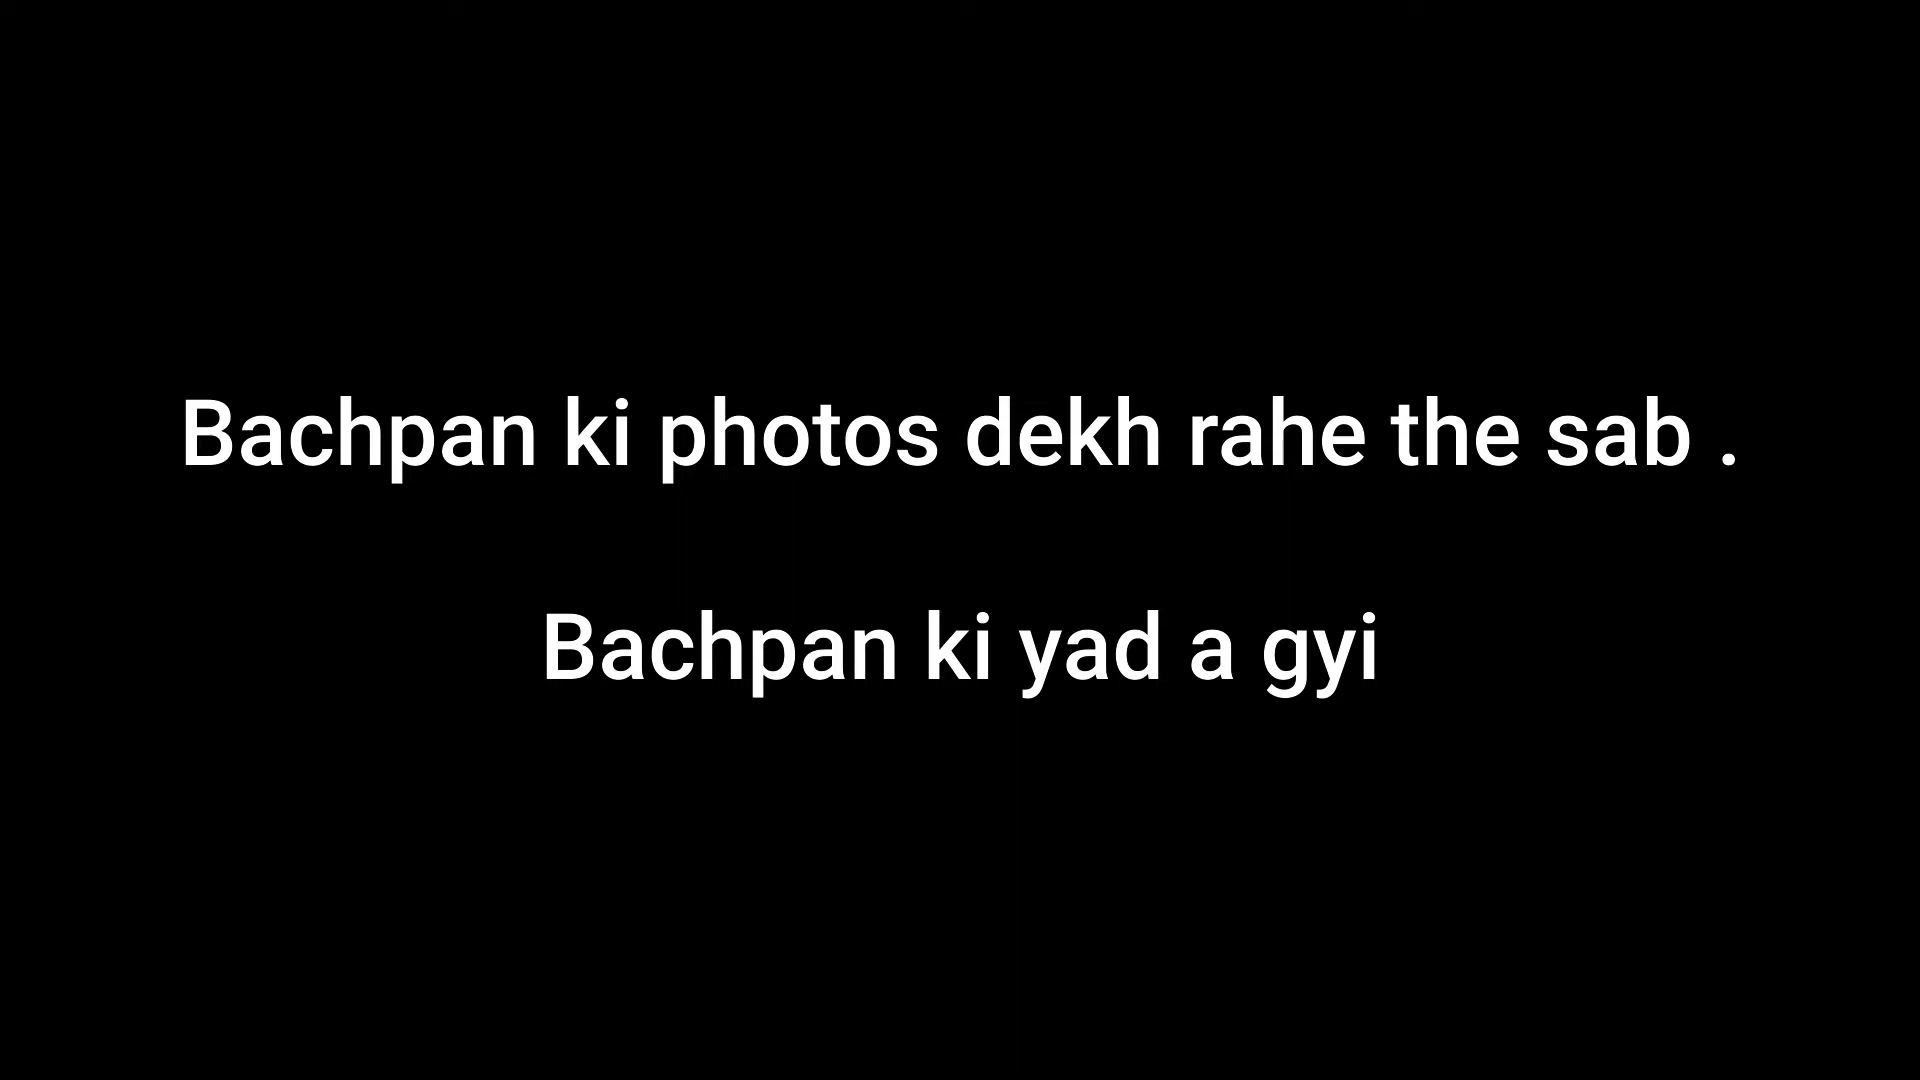 Bachpan ki photos dekh rahe the sab .
Bachpan ki yad a gyi